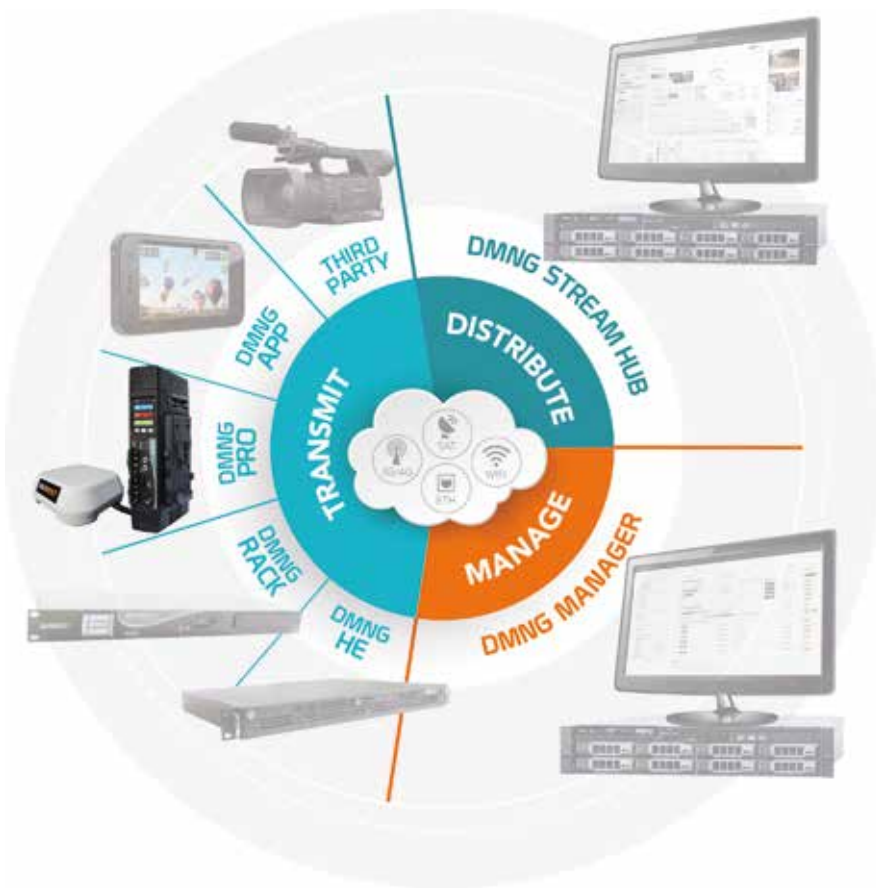 THIRD
PARTY
DMNG
APP
DMNG
PRO
DMNG
RACK
DMNG
HE
TRANSMIT
DISTRIBUTE
DMNG STREAM HUB
MANAGE
DMNG MANAGER
SAT
3G/4G
WIFI
ETH